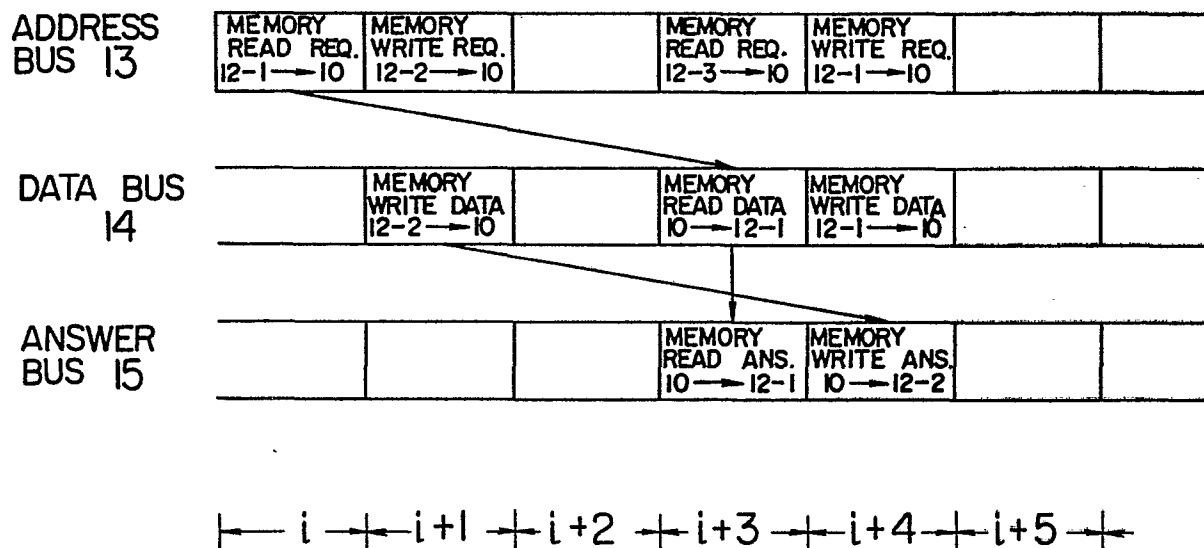 ADDRESS
BUS 13
MEMORY
READ REQ.
12-1→10
MEMORY
WRITE REQ.
12-2→10
MEMORY
READ REQ.
12-3→10
MEMORY
WRITE REQ.
12-1→10
DATA BUS
14
MEMORY
WRITE DATA
12-2→10
MEMORY
READ DATA
10→12-1
MEMORY
WRITE DATA
12-1→10
ANSWER
BUS 15
MEMORY
READ ANS.
10→12-1
MEMORY
WRITE ANS.
10→12-2
i i+1 i+2 i+3 i+4 i+5